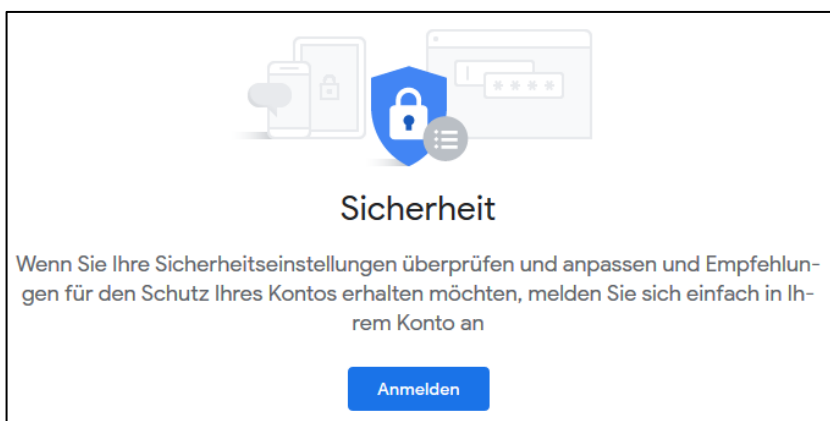 ****
Sicherheit
Wenn Sie Ihre Sicherheitseinstellungen überprüfen und anpassen und Empfehlun-
gen für den Schutz Ihres Kontos erhalten möchten, melden Sie sich einfach in Ih-
rem Konto an
Anmelden